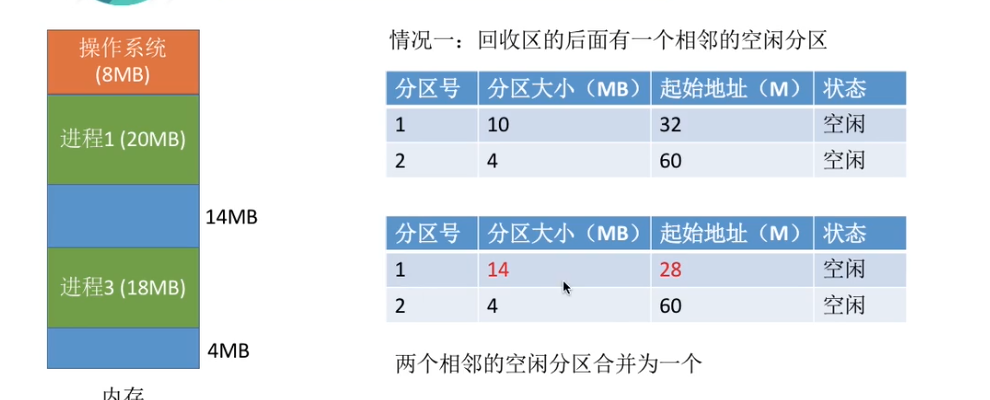 操作系统
(8MB)
进程1 (20MB)
14MB
进程3 (18MB)
4MB
内存
情况一：回收区的后面有一个相邻的空闲分区
分区号 分区大小（MB） 起始地址（M） 状态
1 10 32 空闲
2 4 60 空闲
分区号 分区大小（MB） 起始地址（M） 状态
1 14 28 空闲
2 4 60 空闲
两个相邻的空闲分区合并为一个